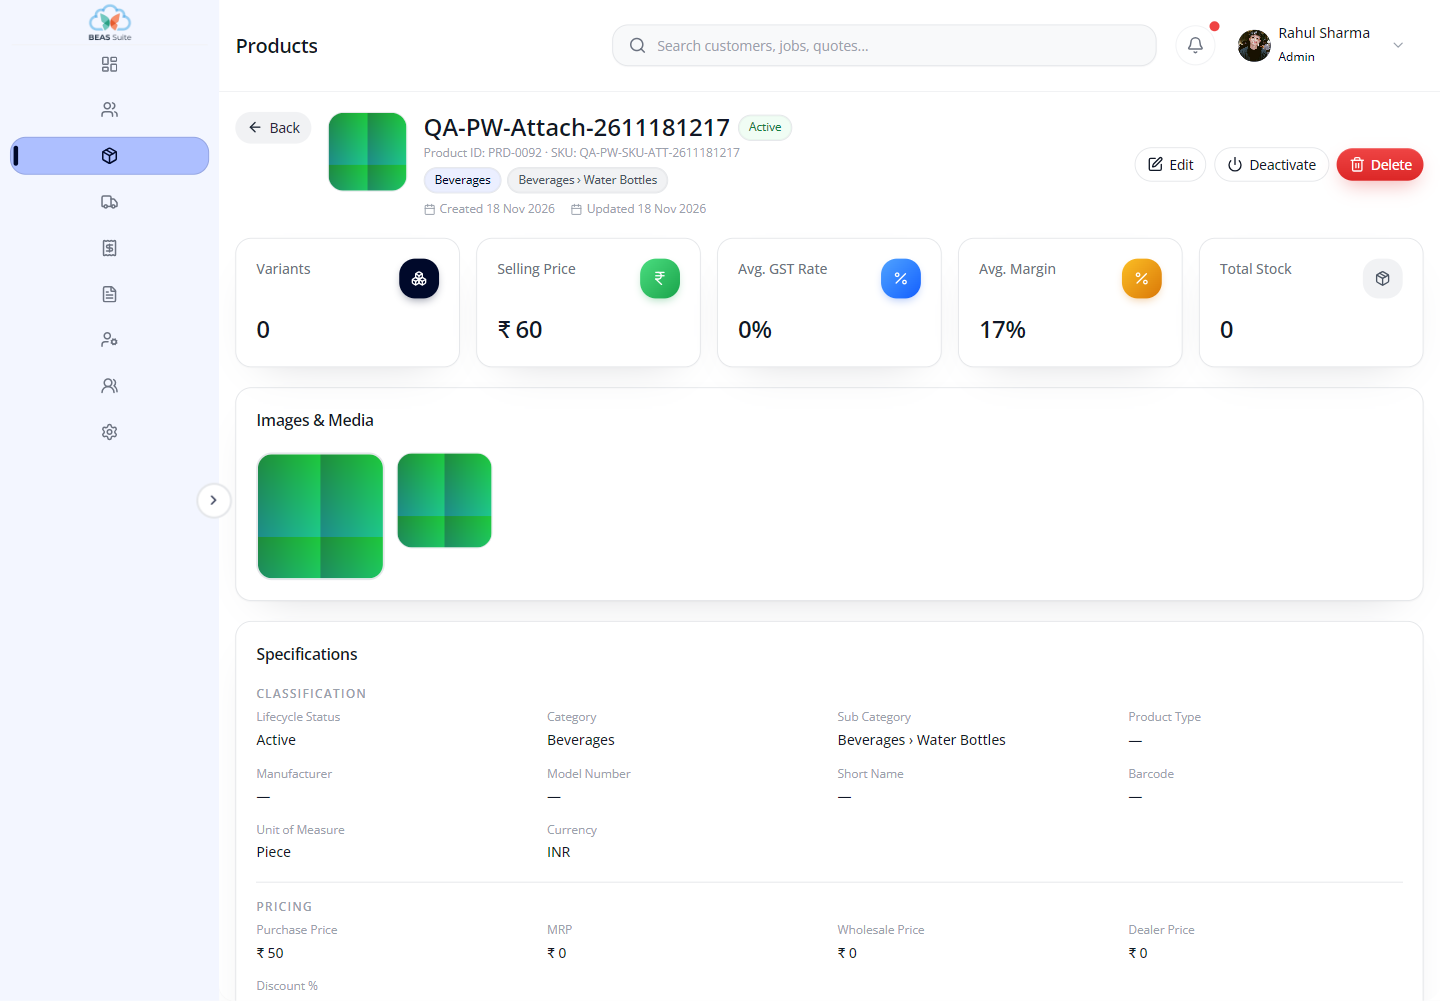 BEAS Suite
Products
Search customers, jobs, quotes...
Rahul Sharma
Admin
Back
QA-PW-Attach-2611181217
Active
Product ID: PRD-0092 · SKU: QA-PW-SKU-ATT-2611181217
Beverages
Beverages › Water Bottles
Created 18 Nov 2026
Updated 18 Nov 2026
Edit
Deactivate
Delete
Variants
0
Selling Price
₹
₹ 60
Avg. GST Rate
%
0%
Avg. Margin
%
17%
Total Stock
0
Images & Media
Specifications
CLASSIFICATION
Lifecycle Status
Active
Category
Beverages
Sub Category
Beverages › Water Bottles
Product Type
—
Manufacturer
—
Model Number
—
Short Name
—
Barcode
—
Unit of Measure
Piece
Currency
INR
PRICING
Purchase Price
₹ 50
MRP
₹ 0
Wholesale Price
₹ 0
Dealer Price
₹ 0
Discount %